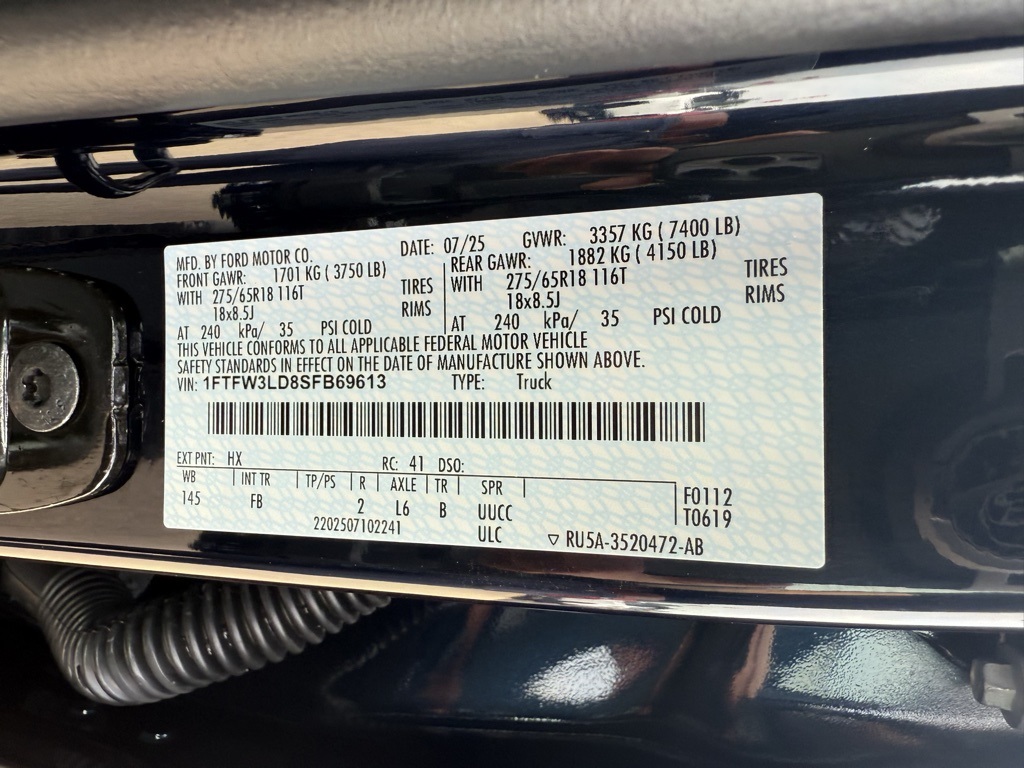 MFD. BY FORD MOTOR CO. DATE: 07/25 GVWR: 3357 KG ( 7400 LB)
FRONT GAWR: 1701 KG ( 3750 LB) REAR GAWR: 1882 KG ( 4150 LB)
WITH 275/65R18 116T TIRES WITH 275/65R18 116T TIRES
18x8.5J RIMS 18x8.5J RIMS
AT 240 kPa/ 35 PSI COLD AT 240 kPa/ 35 PSI COLD
THIS VEHICLE CONFORMS TO ALL APPLICABLE FEDERAL MOTOR VEHICLE
SAFETY STANDARDS IN EFFECT ON THE DATE OF MANUFACTURE SHOWN ABOVE.
VIN: 1FTFW3LD8SFB69613 TYPE: Truck
EXT PNT: HX RC: 41 DSO:
WB INT TR TP/PS R AXLE TR SPR
145 FB 2 L6 B UUCC F0112
2202507102241 ULC T0619
▽ RU5A-3520472-AB